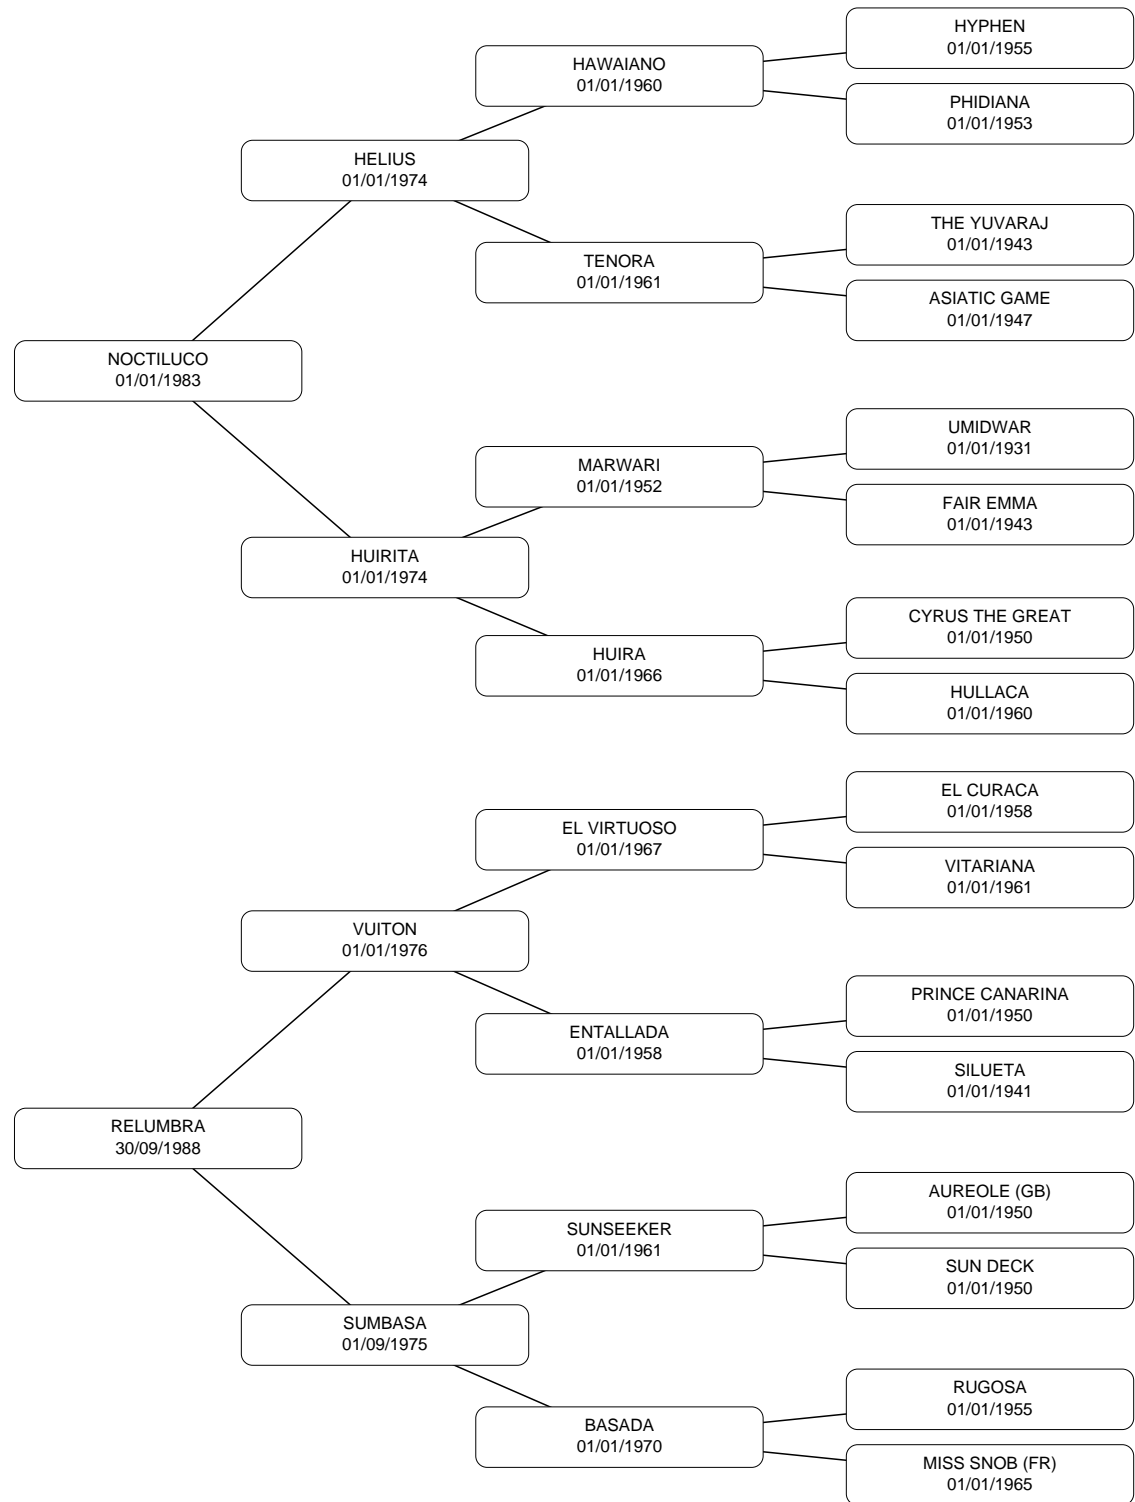 HYPHEN
01/01/1955
HAWAIANO
01/01/1960
PHIDIANA
01/01/1953
HELIUS
01/01/1974
THE YUVARAJ
01/01/1943
TENORA
01/01/1961
ASIATIC GAME
01/01/1947
NOCTILUCO
01/01/1983
UMIDWAR
01/01/1931
MARWARI
01/01/1952
FAIR EMMA
01/01/1943
HUIRITA
01/01/1974
CYRUS THE GREAT
01/01/1950
HUIRA
01/01/1966
HULLACA
01/01/1960
EL CURACA
01/01/1958
EL VIRTUOSO
01/01/1967
VITARIANA
01/01/1961
VUITON
01/01/1976
PRINCE CANARINA
01/01/1950
ENTALLADA
01/01/1958
SILUETA
01/01/1941
RELUMBRA
30/09/1988
AUREOLE (GB)
01/01/1950
SUNSEEKER
01/01/1961
SUN DECK
01/01/1950
SUMBASA
01/09/1975
RUGOSA
01/01/1955
BASADA
01/01/1970
MISS SNOB (FR)
01/01/1965